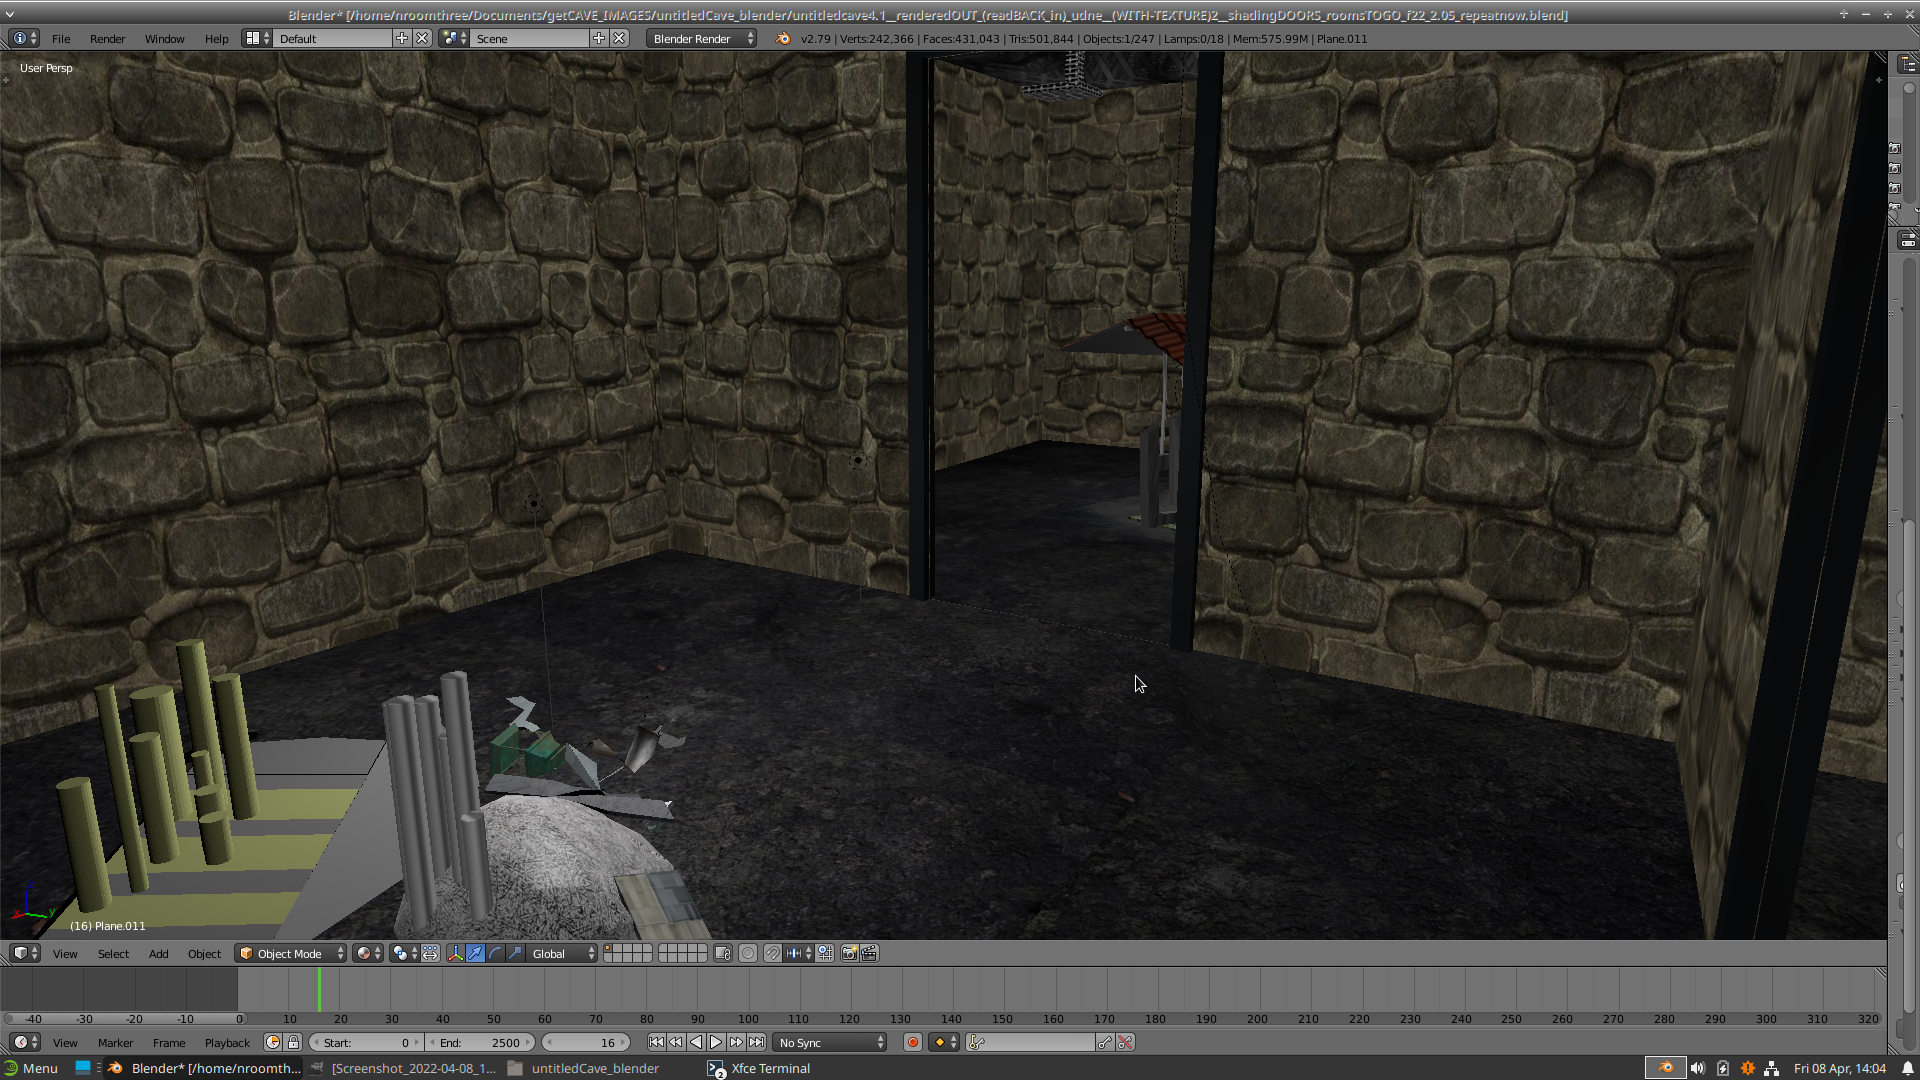 Blender* [/home/nroomthree/Documents/getCAVE_IMAGES/untitledCave_blender/untitledcave4.1__renderedOUT_(readBACK_in)_udne__(WITH-TEXTURE)2__shadingDOORS_roomsTOGO_f22_2.05_repeatnow.blend]
File Render Window Help Default Scene Blender Render v2.79 | Verts:242,366 | Faces:431,043 | Tris:501,844 | Objects:1/247 | Lamps:0/18 | Mem:575.99M | Plane.011
User Persp
z
x y
(16) Plane.011
View Select Add Object Object Mode Global
-40 -30 -20 -10 0 10 20 30 40 50 60 70 80 90 100 110 120 130 140 150 160 170 180 190 200 210 220 230 240 250 260 270 280 290 300 310 320
View Marker Frame Playback Start: 0 End: 2500 16 No Sync
Menu Blender* [/home/nroomth... [Screenshot_2022-04-08_1... untitledCave_blender 2 Xfce Terminal Fri 08 Apr, 14:04